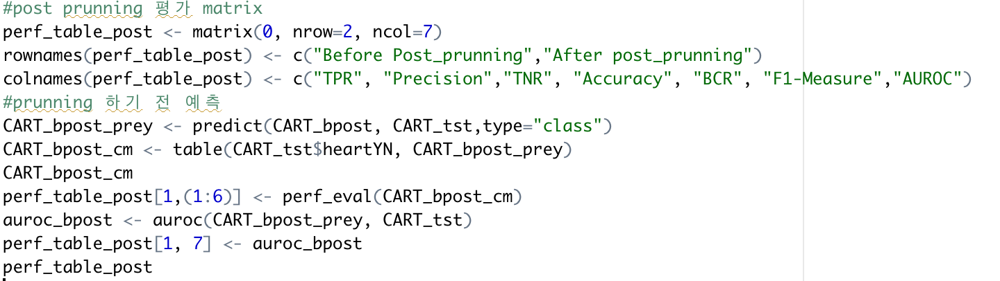 #post prunning 평가 matrix
perf_table_post <- matrix(0, nrow=2, ncol=7)
rownames(perf_table_post) <- c("Before Post_prunning","After post_prunning")
colnames(perf_table_post) <- c("TPR", "Precision","TNR", "Accuracy", "BCR", "F1-Measure","AUROC")
#prunning 하기 전 예측
CART_bpost_prey <- predict(CART_bpost, CART_tst,type="class")
CART_bpost_cm <- table(CART_tst$heartYN, CART_bpost_prey)
CART_bpost_cm
perf_table_post[1,(1:6)] <- perf_eval(CART_bpost_cm)
auroc_bpost <- auroc(CART_bpost_prey, CART_tst)
perf_table_post[1, 7] <- auroc_bpost
perf_table_post